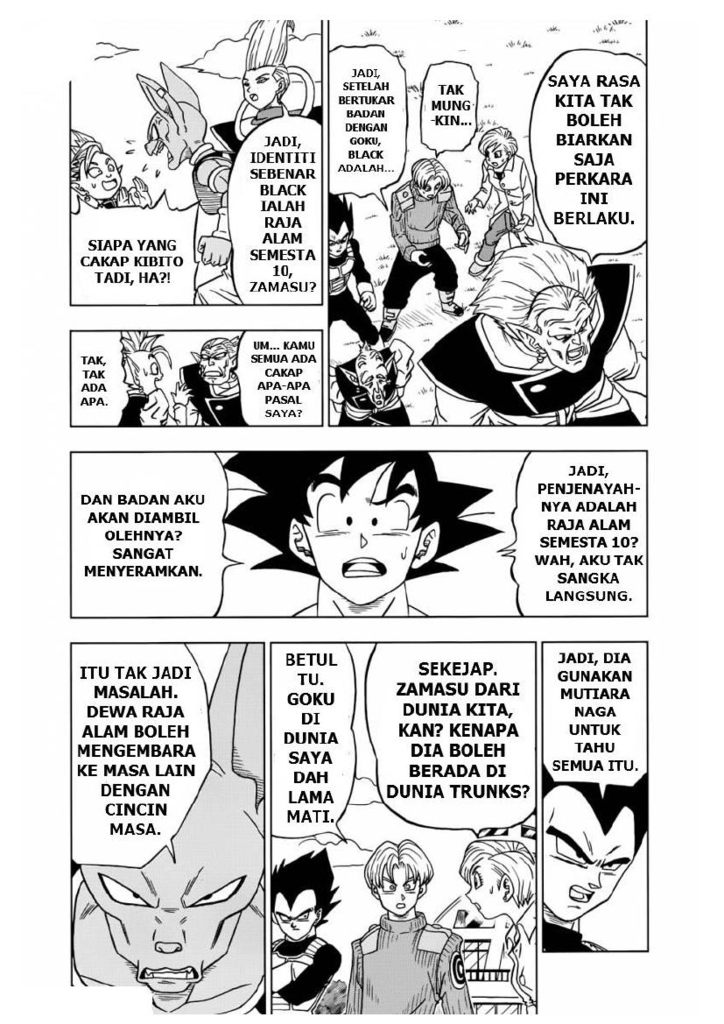 SAYA RASA
KITA TAK
BOLEH
BIARKAN
SAJA
PERKARA
INI
BERLAKU.
TAK
MUNG
-KIN...
JADI,
SETELAH
BERTUKAR
BADAN
DENGAN
GOKU,
BLACK
ADALAH...
JADI,
IDENTITI
SEBENAR
BLACK
IALAH
RAJA
ALAM
SEMESTA
10,
ZAMASU?
SIAPA YANG
CAKAP KIBITO
TADI, HA?!
UM... KAMU
SEMUA ADA
CAKAP
APA-APA
PASAL
SAYA?
TAK,
TAK
ADA
APA.
JADI,
PENJENAYAH-
NYA ADALAH
RAJA ALAM
SEMESTA 10?
WAH, AKU TAK
SANGKA
LANGSUNG.
DAN BADAN AKU
AKAN DIAMBIL
OLEHNYA?
SANGAT
MENYERAMKAN.
JADI, DIA
GUNAKAN
MUTIARA
NAGA
UNTUK
TAHU
SEMUA ITU.
SEKEJAP.
ZAMASU DARI
DUNIA KITA,
KAN? KENAPA
DIA BOLEH
BERADA DI
DUNIA TRUNKS?
BETUL
TU.
GOKU
DI
DUNIA
SAYA
DAH
LAMA
MATI.
ITU TAK JADI
MASALAH.
DEWA RAJA
ALAM BOLEH
MENGEMBARA
KE MASA LAIN
DENGAN
CINCIN
MASA.